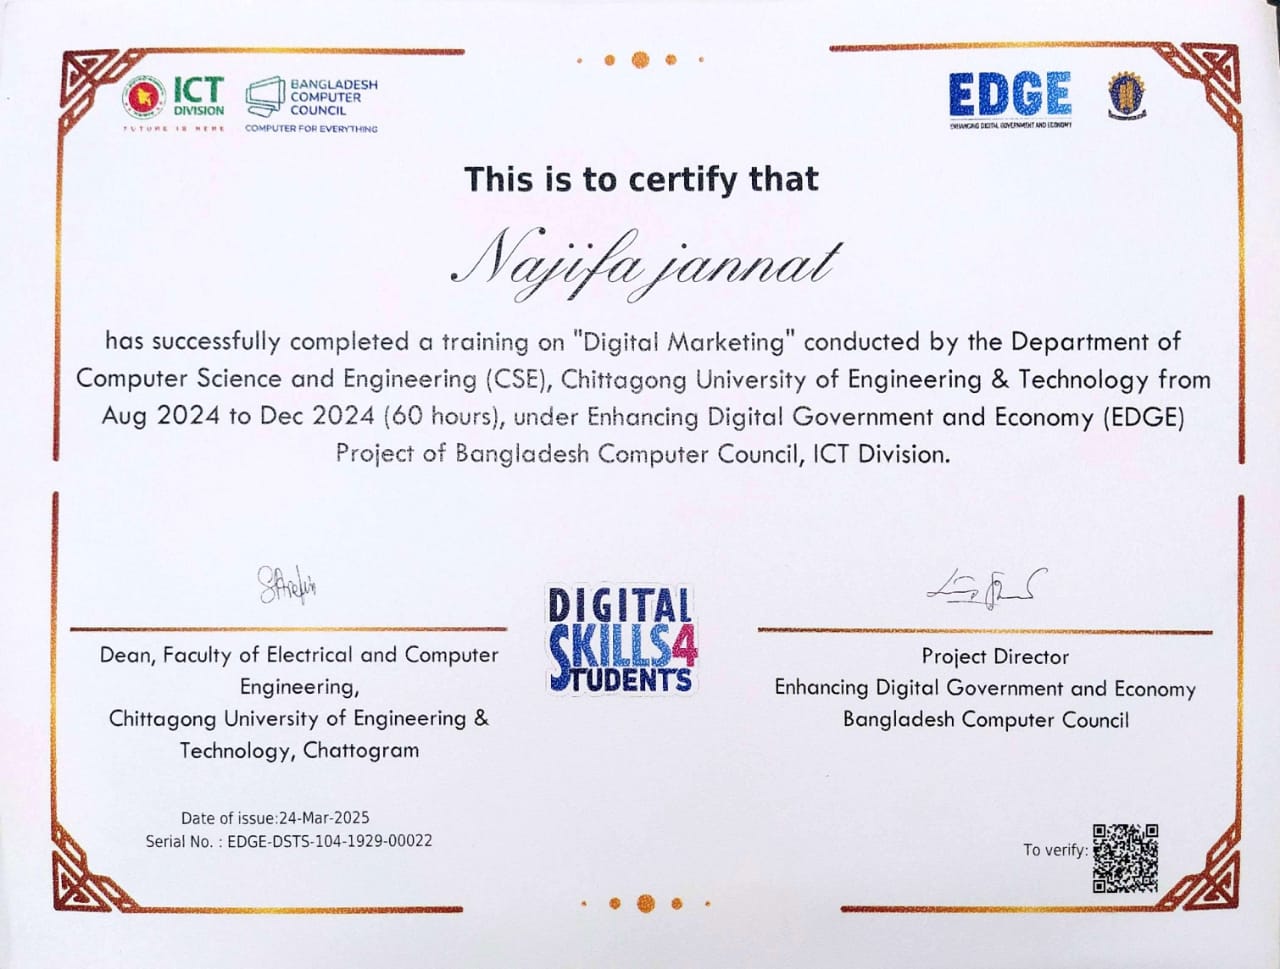 ICT
DIVISION
FUTURE IS HERE
BANGLADESH
COMPUTER
COUNCIL
COMPUTER FOR EVERYTHING
EDGE
ENHANCING DIGITAL GOVERNMENT AND ECONOMY
This is to certify that
Najifa jannat
has successfully completed a training on "Digital Marketing" conducted by the Department of
Computer Science and Engineering (CSE), Chittagong University of Engineering & Technology from
Aug 2024 to Dec 2024 (60 hours), under Enhancing Digital Government and Economy (EDGE)
Project of Bangladesh Computer Council, ICT Division.
DIGITAL
SKILLS4
STUDENTS
Dean, Faculty of Electrical and Computer
Engineering,
Chittagong University of Engineering &
Technology, Chattogram
Project Director
Enhancing Digital Government and Economy
Bangladesh Computer Council
Date of issue:24-Mar-2025
Serial No. : EDGE-DSTS-104-1929-00022
To verify: